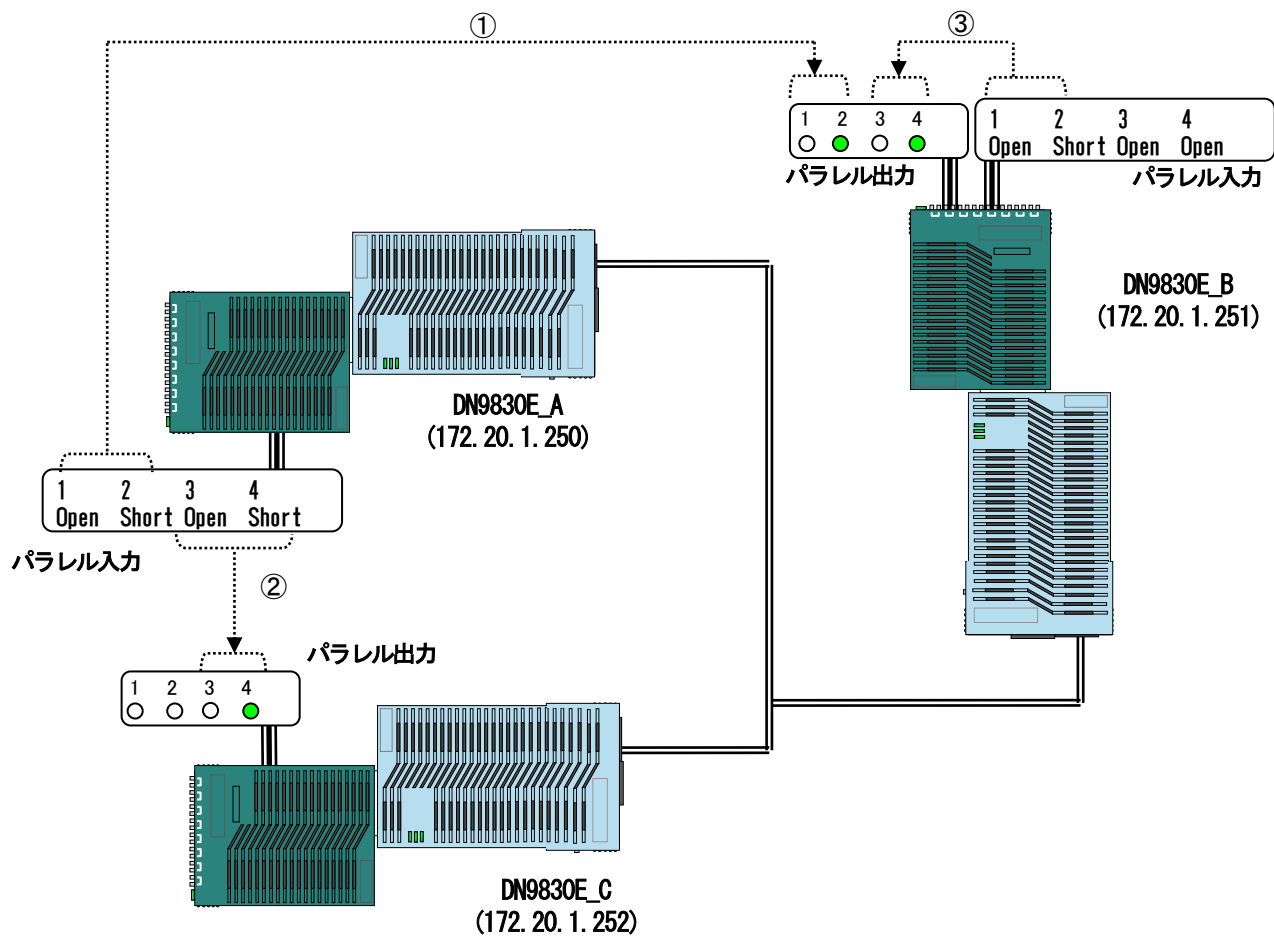 ①
③
1 2 3 4
1 2 3 4
Open Short Open Open
パラレル出力
パラレル入力
DN9830E_B
(172.20.1.251)
DN9830E_A
(172.20.1.250)
1 2 3 4
Open Short Open Short
パラレル入力
②
パラレル出力
1 2 3 4
DN9830E_C
(172.20.1.252)